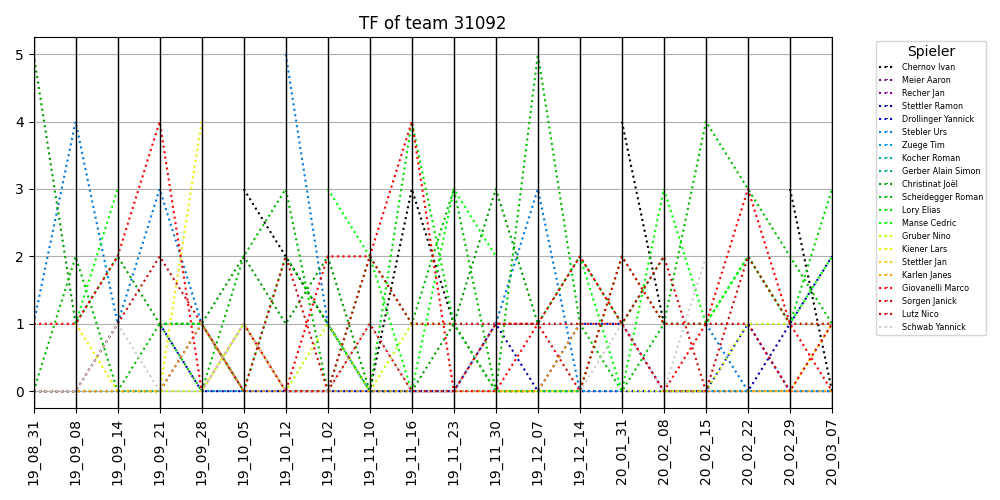 TF of team 31092
5
4
3
2
1
0
19_08_31
19_09_08
19_09_14
19_09_21
19_09_28
19_10_05
19_10_12
19_11_02
19_11_10
19_11_16
19_11_23
19_11_30
19_12_07
19_12_14
20_01_31
20_02_08
20_02_15
20_02_22
20_02_29
20_03_07
Spieler
Chernov Ivan
Meier Aaron
Recher Jan
Stettler Ramon
Drollinger Yannick
Stebler Urs
Zuege Tim
Kocher Roman
Gerber Alain Simon
Christinat Joël
Scheidegger Roman
Lory Elias
Manse Cedric
Gruber Nino
Kiener Lars
Stettler Jan
Karlen Janes
Giovanelli Marco
Sorgen Janick
Lutz Nico
Schwab Yannick